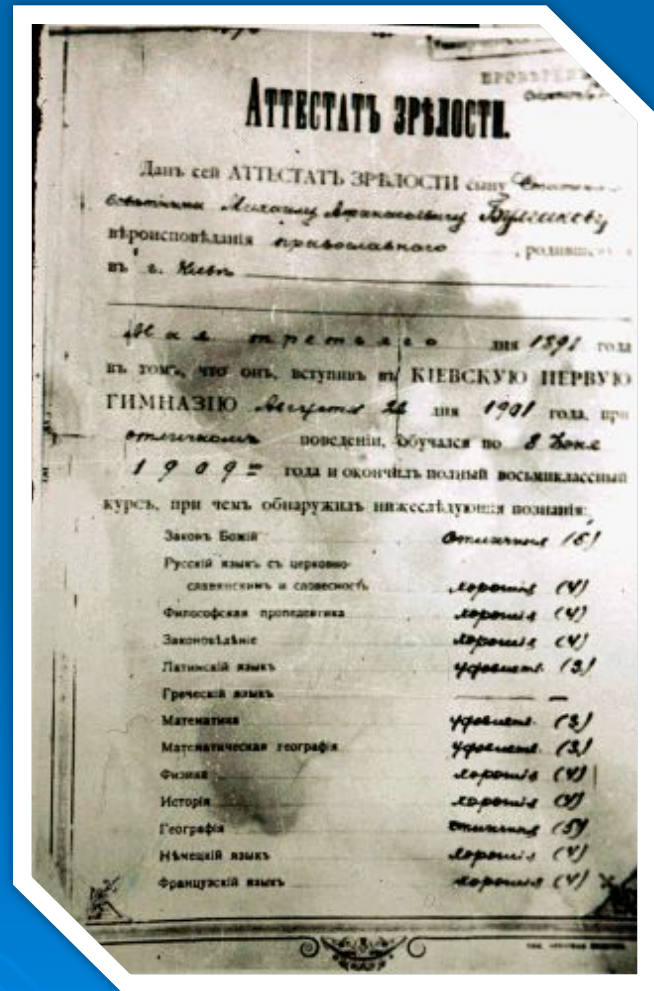 ПРОВѢРЕН
АТТЕСТАТЪ ЗРѢЛОСТИ.
Данъ сей АТТЕСТАТЪ ЗРѢЛОСТИ сыну
Михаилу Аѳанасьевичу Булгакову
вѣроисповѣданія православнаго, родившемуся
въ г. Кіевѣ
Мая третьяго дня 1891 года
въ томъ, что онъ, вступивъ въ КІЕВСКУЮ ПЕРВУЮ
ГИМНАЗІЮ Августа 22 дня 1901 года, при
отличномъ поведеніи, обучался по 8 Іюня
1909 года и окончилъ полный восьмиклассный
курсъ, при чемъ обнаружилъ нижеслѣдующія познанія:
Законъ Божій отличныя (5)
Русскій языкъ съ церковно-
славянскимъ и словесность хорошія (4)
Философская пропедевтика хорошія (4)
Законовѣдѣніе хорошія (4)
Латинскій языкъ удовлетв. (3)
Греческій языкъ — —
Математика удовлетв. (3)
Математическая географія удовлетв. (3)
Физика хорошія (4)
Исторія хорошія (4)
Географія отличныя (5)
Нѣмецкій языкъ хорошія (4)
Французскій языкъ хорошія (4)